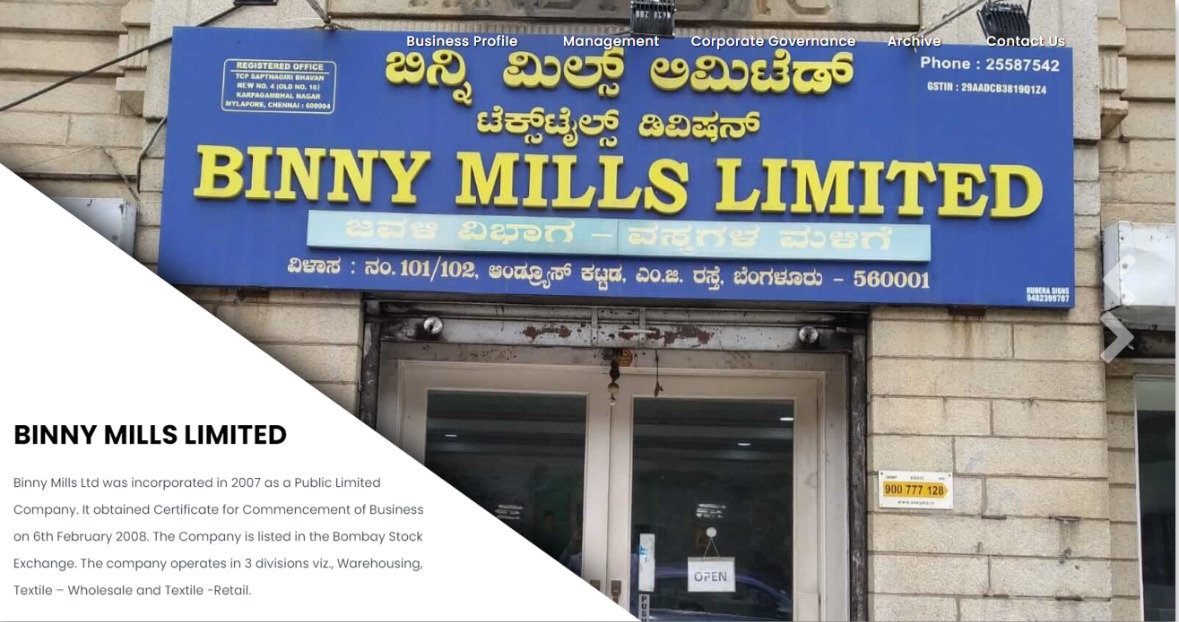 Business Profile Management Corporate Governance Archive Contact Us
REGISTERED OFFICE
TCP SAPTHAGIRI BHAVAN
NEW NO. 4 (OLD NO. 10)
KARPAGAMBHAL NAGAR
MYLAPORE, CHENNAI : 600004
ಬಿನ್ನಿ ಮಿಲ್ಸ್ ಲಿಮಿಟೆಡ್
Phone : 25587542
GSTIN : 29AADCB3819Q1Z4
ಟೆಕ್ಸ್‌ಟೈಲ್ಸ್ ಡಿವಿಷನ್
BINNY MILLS LIMITED
ಜವಳಿ ವಿಭಾಗ – ವಸ್ತ್ರಗಳ ಮಳಿಗೆ
ವಿಳಾಸ : ನಂ. 101/102, ಆಂಡ್ರ್ಯೂಸ್ ಕಟ್ಟಡ, ಎಂ.ಜಿ. ರಸ್ತೆ, ಬೆಂಗಳೂರು – 560001
KUBERA SIGNS
BINNY MILLS LIMITED
Binny Mills Ltd was incorporated in 2007 as a Public Limited
Company. It obtained Certificate for Commencement of Business
on 6th February 2008. The Company is listed in the Bombay Stock
Exchange. The company operates in 3 divisions viz., Warehousing,
Textile – Wholesale and Textile -Retail.
900 777 128
OPEN
PUS